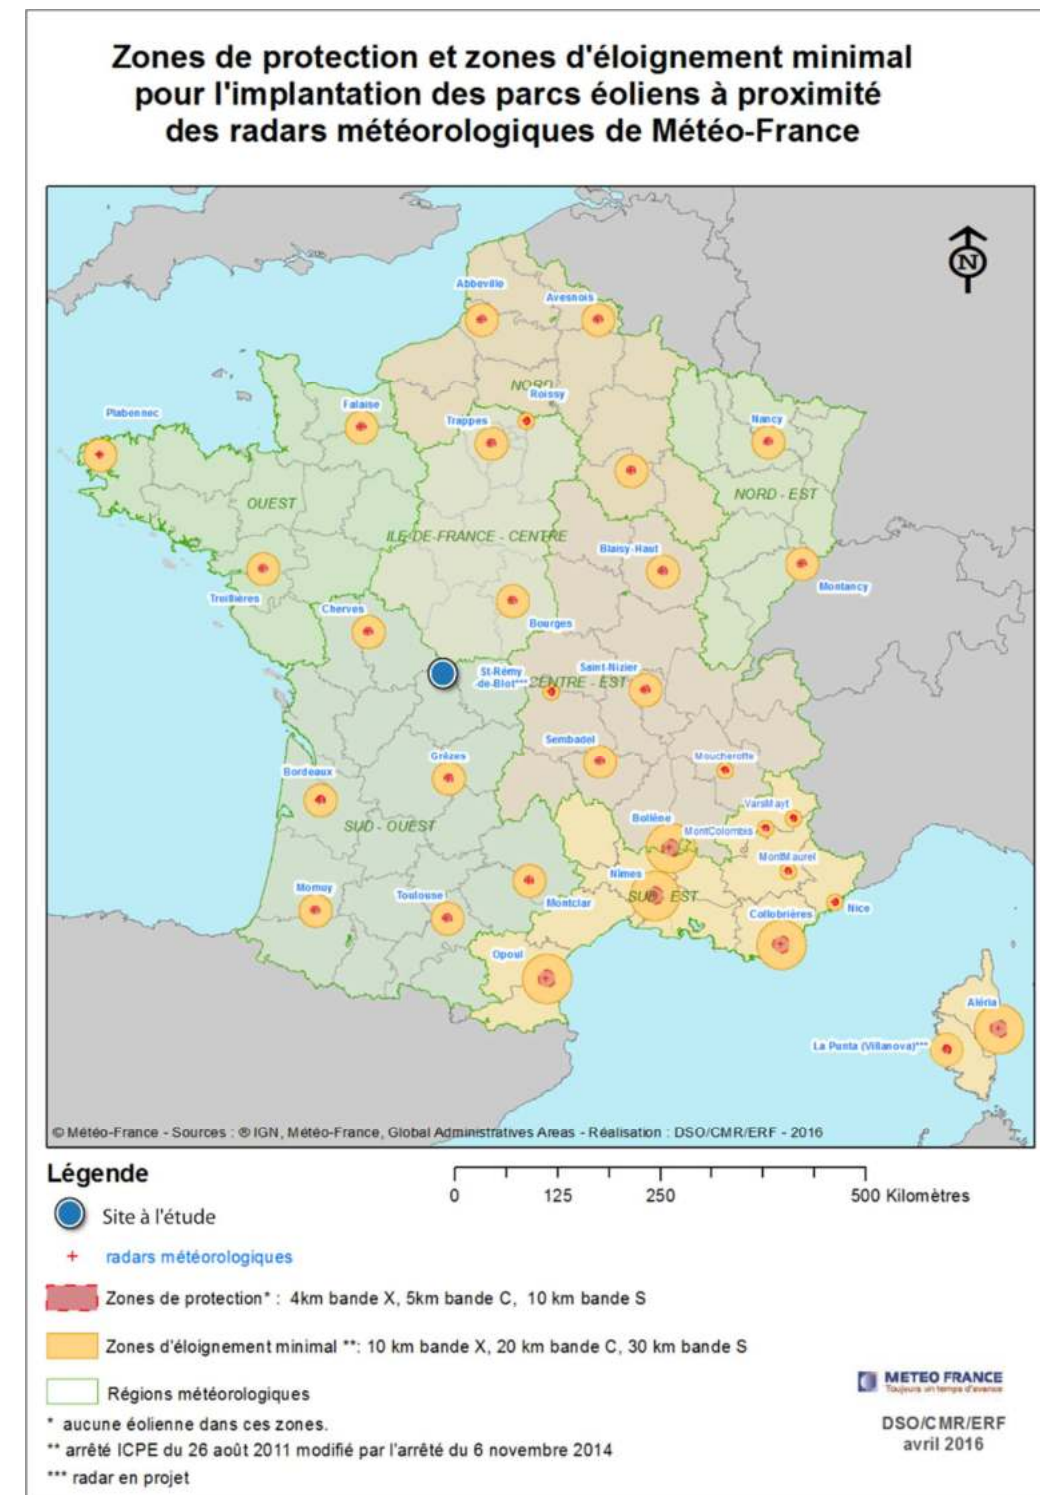 Zones de protection et zones d'éloignement minimal
pour l'implantation des parcs éoliens à proximité
des radars météorologiques de Météo-France
N
Abbeville
Avesnois
NORD
Roissy
Plabennec
Falaise
Trappes
Nancy
OUEST
NORD - EST
ILE-DE-FRANCE - CENTRE
Blaisy-Haut
Montancy
Treillières
Cherves
Bourges
St-Rémy
-de-Blot***
Saint-Nizier
CENTRE - EST
Sembadel
Grèzes
Moucherotte
Bordeaux
VarsMayt
Bollène
MontColombis
SUD - OUEST
MontMaurel
Nîmes
Momuy
Toulouse
SUD - EST
Montclar
Collobrières
Nice
Opoul
Aléria
La Punta (Villanova)***
© Météo-France - Sources : ® IGN, Météo-France, Global Administratives Areas - Réalisation : DSO/CMR/ERF - 2016
Légende
0 125 250 500 Kilomètres
Site à l'étude
radars météorologiques
Zones de protection* : 4km bande X, 5km bande C, 10 km bande S
Zones d'éloignement minimal **: 10 km bande X, 20 km bande C, 30 km bande S
METEO FRANCE
Toujours un temps d'avance
Régions météorologiques
* aucune éolienne dans ces zones.
DSO/CMR/ERF
** arrêté ICPE du 26 août 2011 modifié par l'arrêté du 6 novembre 2014
avril 2016
*** radar en projet